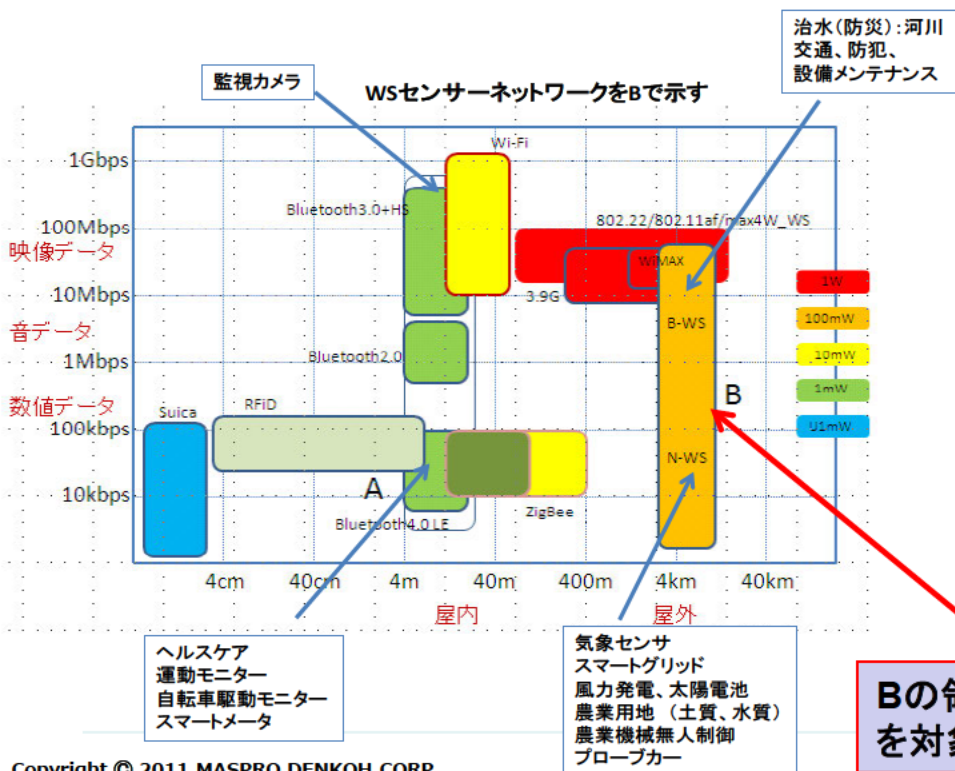 治水（防災）：河川
交通、防犯、
設備メンテナンス
監視カメラ
WSセンサーネットワークをBで示す
Wi-Fi
1Gbps
Bluetooth3.0+HS
100Mbps
802.22/802.11af/max4W_WS
映像データ
WiMAX
1W
10Mbps
3.9G
100mW
B-WS
音データ
Bluetooth2.0
10mW
1Mbps
1mW
数値データ
Suica
RFiD
B
100kbps
U1mW
N-WS
A
10kbps
Bluetooth4.0 LE
ZigBee
4cm 40cm 4m 40m 400m 4km 40km
屋内 屋外
ヘルスケア
運動モニター
自転車駆動モニター
スマートメータ
気象センサ
スマートグリッド
風力発電、太陽電池
農業用地 （土質、水質）
農業機械無人制御
プローブカー
Bの領
を対象
Copyright © 2011 MASPRO DENKOH CORP